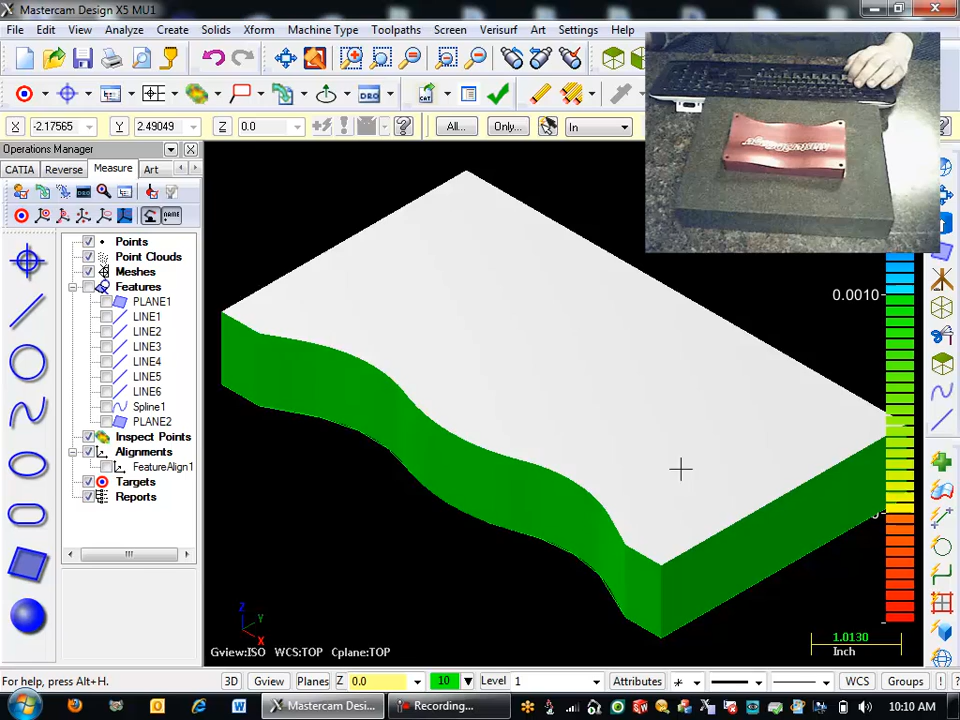 Mastercam Design X5 MU1
File Edit View Analyze Create Solids Xform Machine Type Toolpaths Screen Verisurf Art Settings Help
X -2.17565 Y 2.49049 Z 0.0 All... Only... In
Operations Manager
CATIA Reverse Measure Art
Points
Point Clouds
Meshes
Features
PLANE1
LINE1
LINE2
LINE3
LINE4
LINE5
LINE6
Spline1
PLANE2
Inspect Points
Alignments
FeatureAlign1
Targets
Reports
0.0010
Z
Y
X
Gview:ISO WCS:TOP Cplane:TOP
1.0130
Inch
For help, press Alt+H. 3D Gview Planes Z 0.0 10 Level 1 Attributes WCS Groups
Mastercam Desi... Recording... 10:10 AM